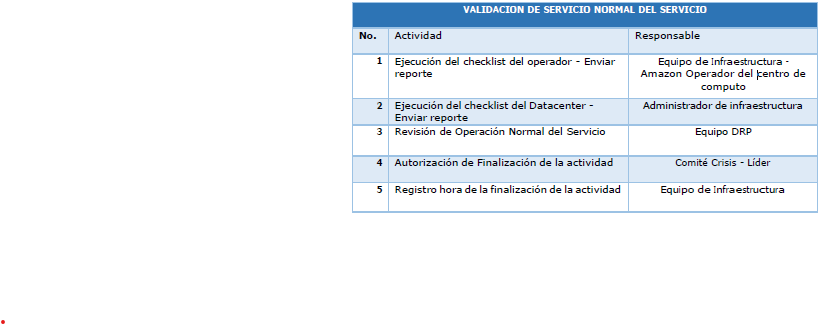 VALIDACION DE SERVICIO NORMAL DEL SERVICIO
No. Actividad Responsable
1 Ejecución del checklist del operador - Enviar reporte Equipo de Infraestructura - Amazon Operador del centro de computo
2 Ejecución del checklist del Datacenter - Enviar reporte Administrador de infraestructura
3 Revisión de Operación Normal del Servicio Equipo DRP
4 Autorización de Finalización de la actividad Comité Crisis - Líder
5 Registro hora de la finalización de la actividad Equipo de Infraestructura